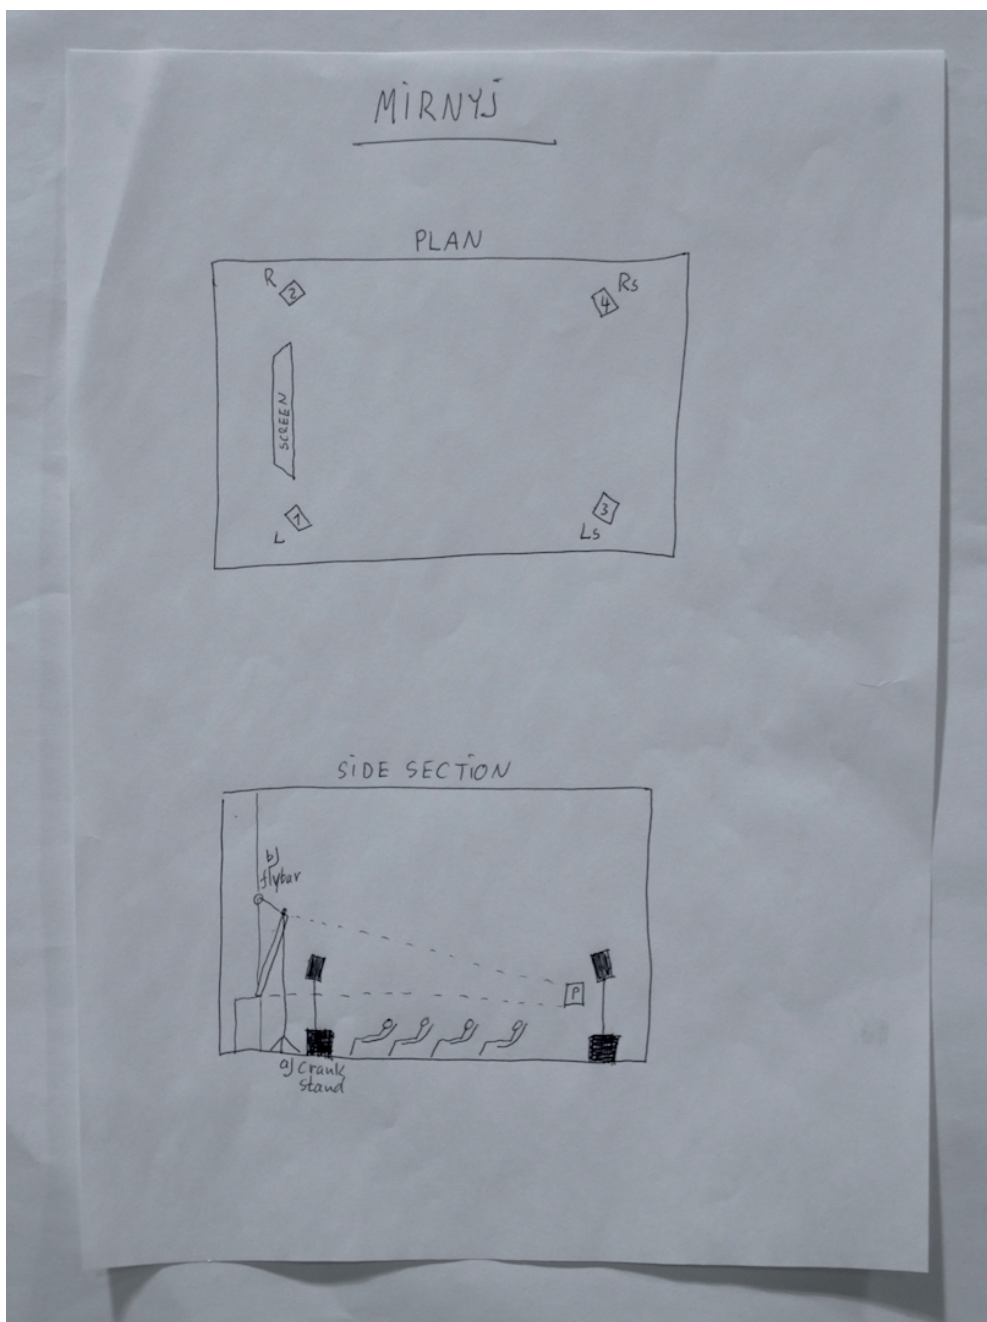 MIRNYJ
PLAN
R
2
4
Rs
SCREEN
1
L
3
Ls
SIDE SECTION
b)
flybar
P
a) Crank
stand